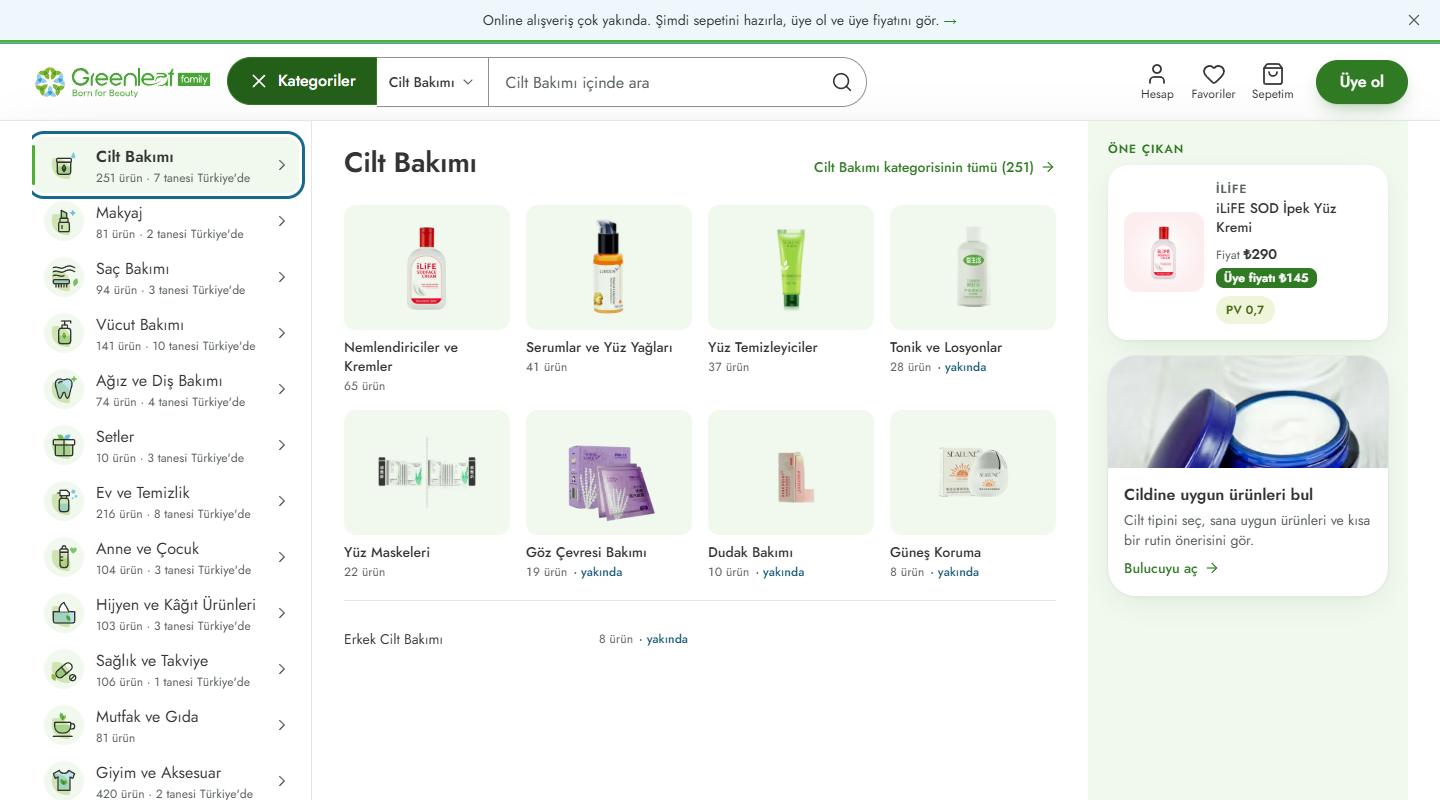 Online alışveriş çok yakında. Şimdi sepetini hazırla, üye ol ve üye fiyatını gör. →
Greenleaf family
Born for Beauty
Kategoriler
Cilt Bakımı
Cilt Bakımı içinde ara
Hesap
Favoriler
Sepetim
Üye ol
Cilt Bakımı
251 ürün · 7 tanesi Türkiye'de
Makyaj
81 ürün · 2 tanesi Türkiye'de
Saç Bakımı
94 ürün · 3 tanesi Türkiye'de
Vücut Bakımı
141 ürün · 10 tanesi Türkiye'de
Ağız ve Diş Bakımı
74 ürün · 4 tanesi Türkiye'de
Setler
10 ürün · 3 tanesi Türkiye'de
Ev ve Temizlik
216 ürün · 8 tanesi Türkiye'de
Anne ve Çocuk
104 ürün · 3 tanesi Türkiye'de
Hijyen ve Kâğıt Ürünleri
103 ürün · 3 tanesi Türkiye'de
Sağlık ve Takviye
106 ürün · 1 tanesi Türkiye'de
Mutfak ve Gıda
81 ürün
Giyim ve Aksesuar
420 ürün · 2 tanesi Türkiye'de
Cilt Bakımı
Cilt Bakımı kategorisinin tümü (251) →
iLiFE
SODFACE
CREAM
SEALUXE
Nemlendiriciler ve
Kremler
65 ürün
Serumlar ve Yüz Yağları
41 ürün
Yüz Temizleyiciler
37 ürün
Tonik ve Losyonlar
28 ürün · yakında
SEALUXE
Yüz Maskeleri
22 ürün
Göz Çevresi Bakımı
19 ürün · yakında
Dudak Bakımı
10 ürün · yakında
Güneş Koruma
8 ürün · yakında
Erkek Cilt Bakımı
8 ürün · yakında
ÖNE ÇIKAN
İLİFE
iLiFE SOD İpek Yüz
Kremi
Fiyat ₺290
Üye fiyatı ₺145
PV 0,7
iLiFE
Cildine uygun ürünleri bul
Cilt tipini seç, sana uygun ürünleri ve kısa
bir rutin önerisini gör.
Bulucuyu aç →